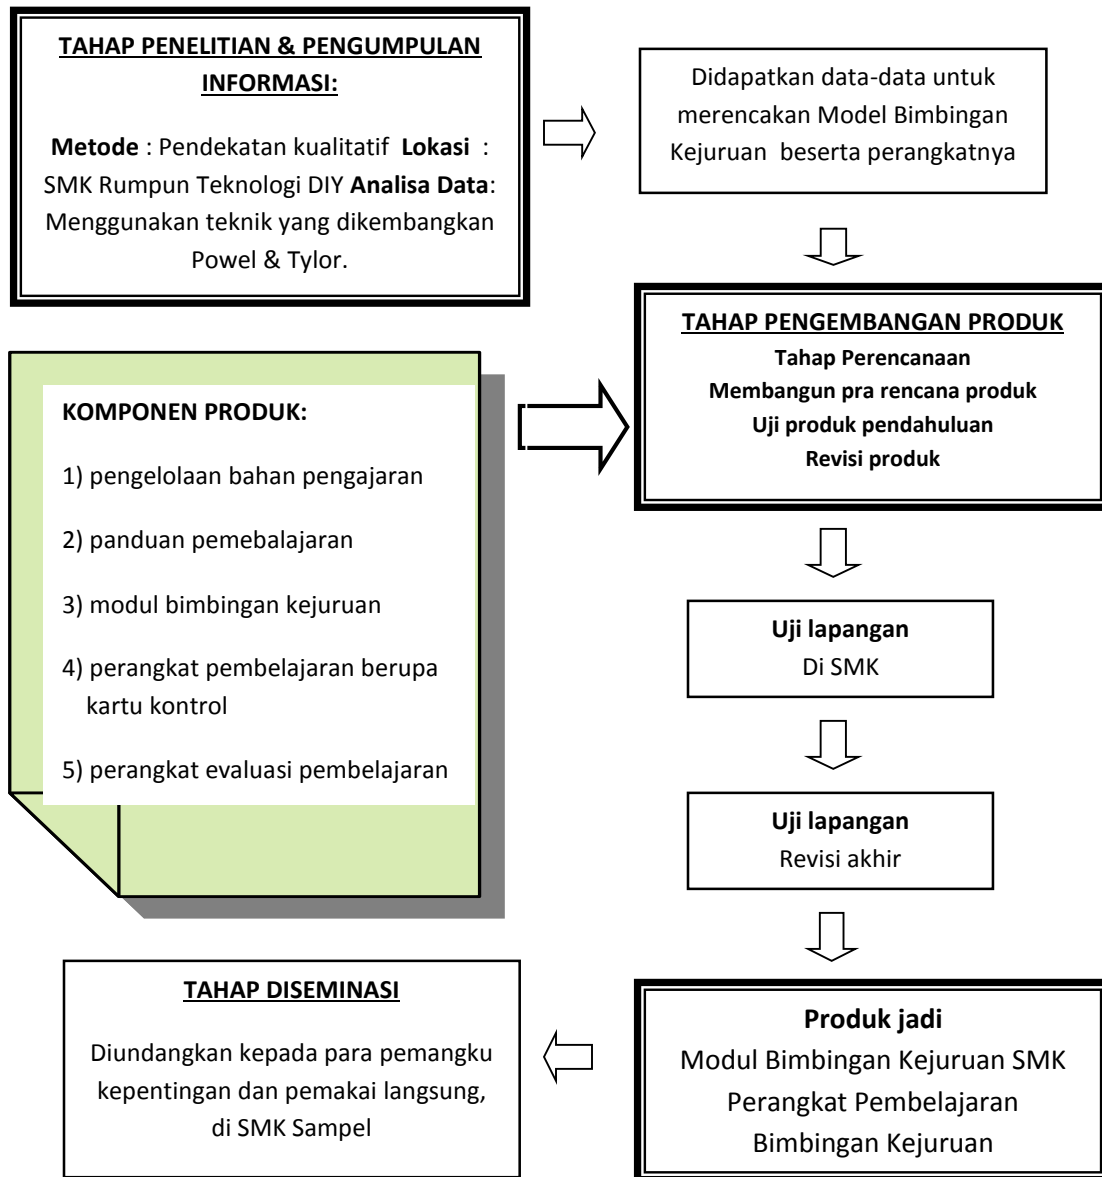 TAHAP PENELITIAN & PENGUMPULAN
INFORMASI:
Metode : Pendekatan kualitatif Lokasi :
SMK Rumpun Teknologi DIY Analisa Data:
Menggunakan teknik yang dikembangkan
Powel & Tylor.
Didapatkan data-data untuk
merencakan Model Bimbingan
Kejuruan beserta perangkatnya
TAHAP PENGEMBANGAN PRODUK
Tahap Perencanaan
Membangun pra rencana produk
Uji produk pendahuluan
Revisi produk
KOMPONEN PRODUK:
1) pengelolaan bahan pengajaran
2) panduan pemebalajaran
3) modul bimbingan kejuruan
4) perangkat pembelajaran berupa
kartu kontrol
5) perangkat evaluasi pembelajaran
Uji lapangan
Di SMK
Uji lapangan
Revisi akhir
Produk jadi
Modul Bimbingan Kejuruan SMK
Perangkat Pembelajaran
Bimbingan Kejuruan
TAHAP DISEMINASI
Diundangkan kepada para pemangku
kepentingan dan pemakai langsung,
di SMK Sampel